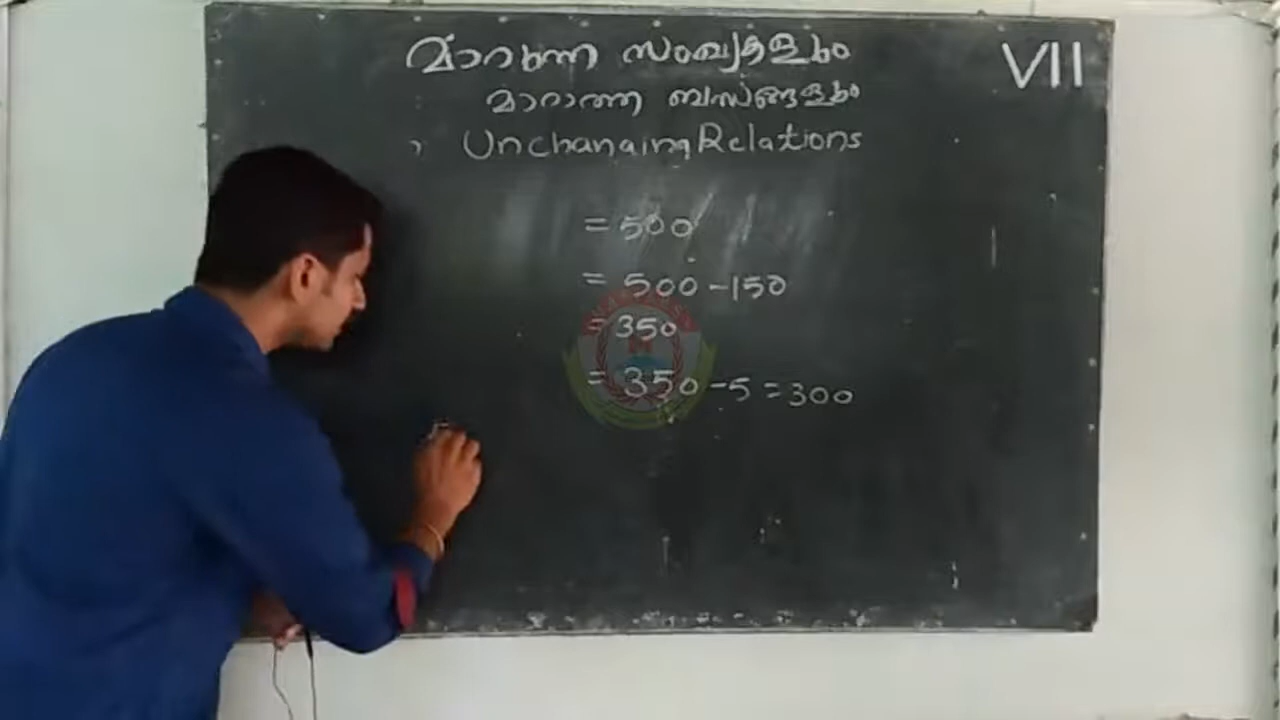 മാറുന്ന സംഖ്യകളും
VII
മാറാത്ത ബന്ധങ്ങളും
Unchanging Relations
= 500
= 500 - 150
= 350
= 350 - 5 = 300